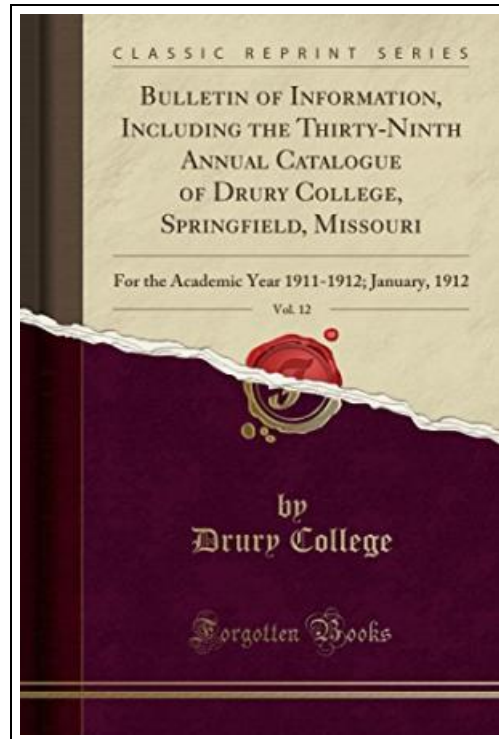 CLASSIC REPRINT SERIES
BULLETIN OF INFORMATION,
INCLUDING THE THIRTY-NINTH
ANNUAL CATALOGUE
OF DRURY COLLEGE,
SPRINGFIELD, MISSOURI
For the Academic Year 1911-1912; January, 1912
Vol. 12
by
Drury College
Forgotten Books